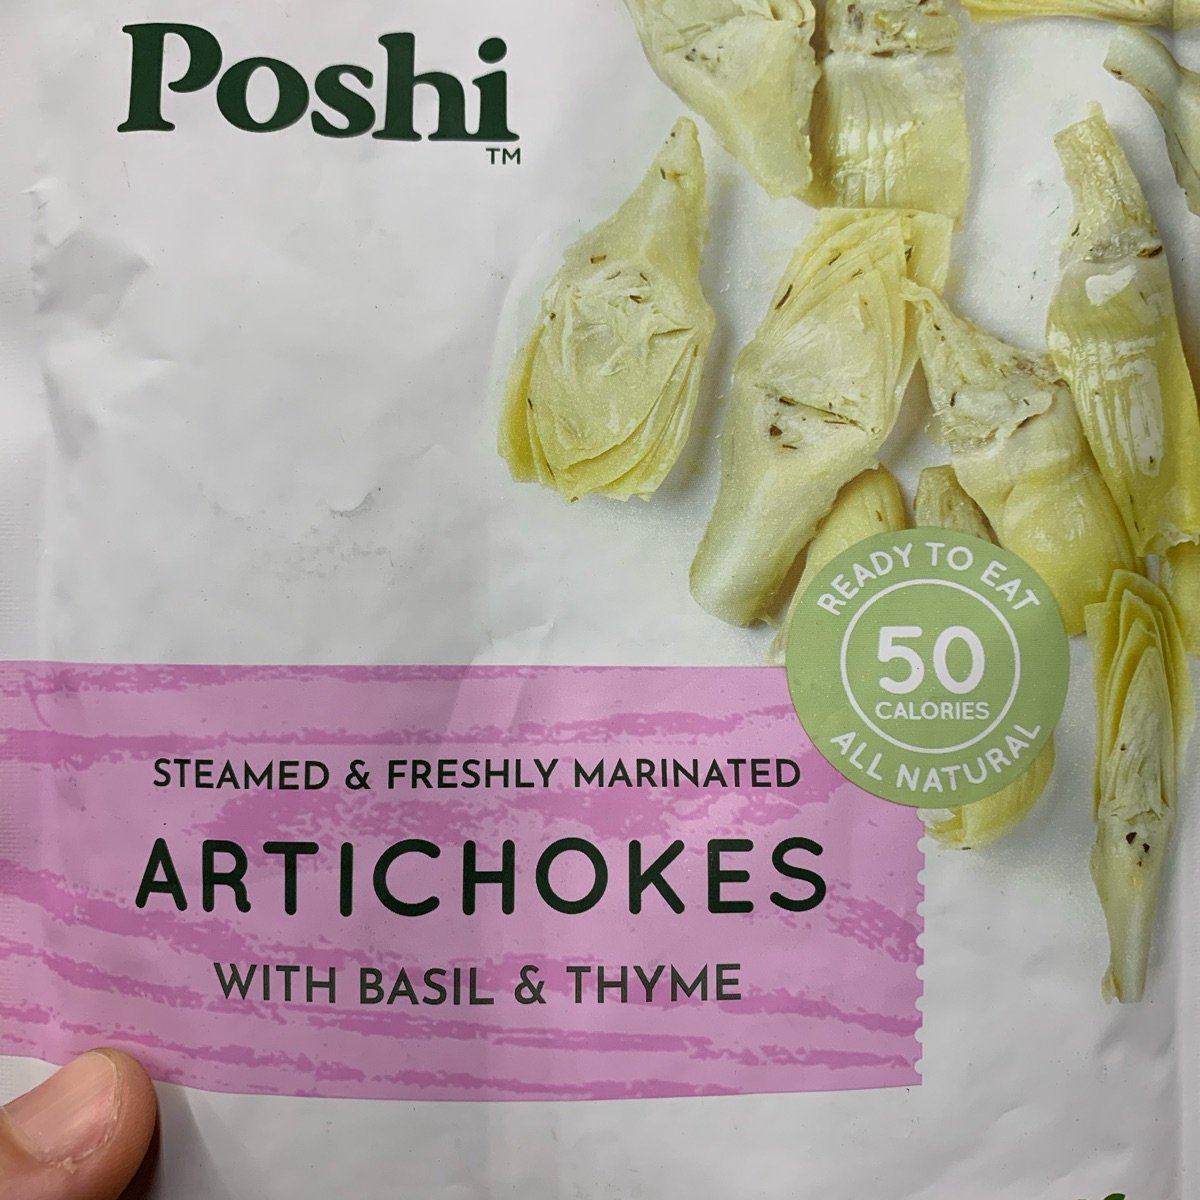 Poshi
TM
READY TO EAT
50
CALORIES
ALL NATURAL
STEAMED & FRESHLY MARINATED
ARTICHOKES
WITH BASIL & THYME